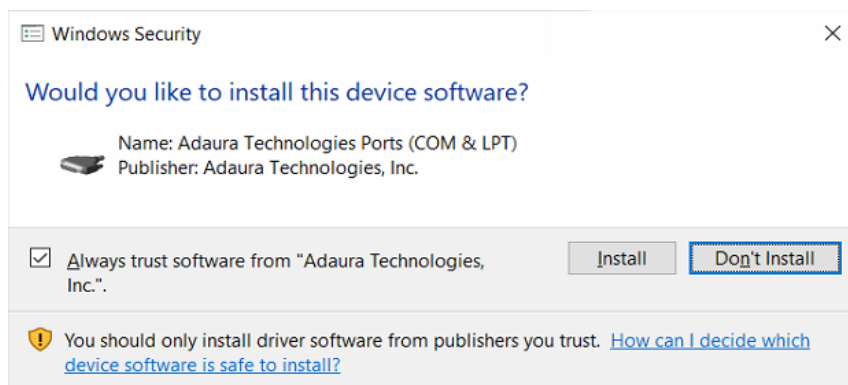 Windows Security
Would you like to install this device software?
Name: Adaura Technologies Ports (COM & LPT)
Publisher: Adaura Technologies, Inc.
Always trust software from "Adaura Technologies,
Inc.".
Install
Don't Install
You should only install driver software from publishers you trust. How can I decide which
device software is safe to install?